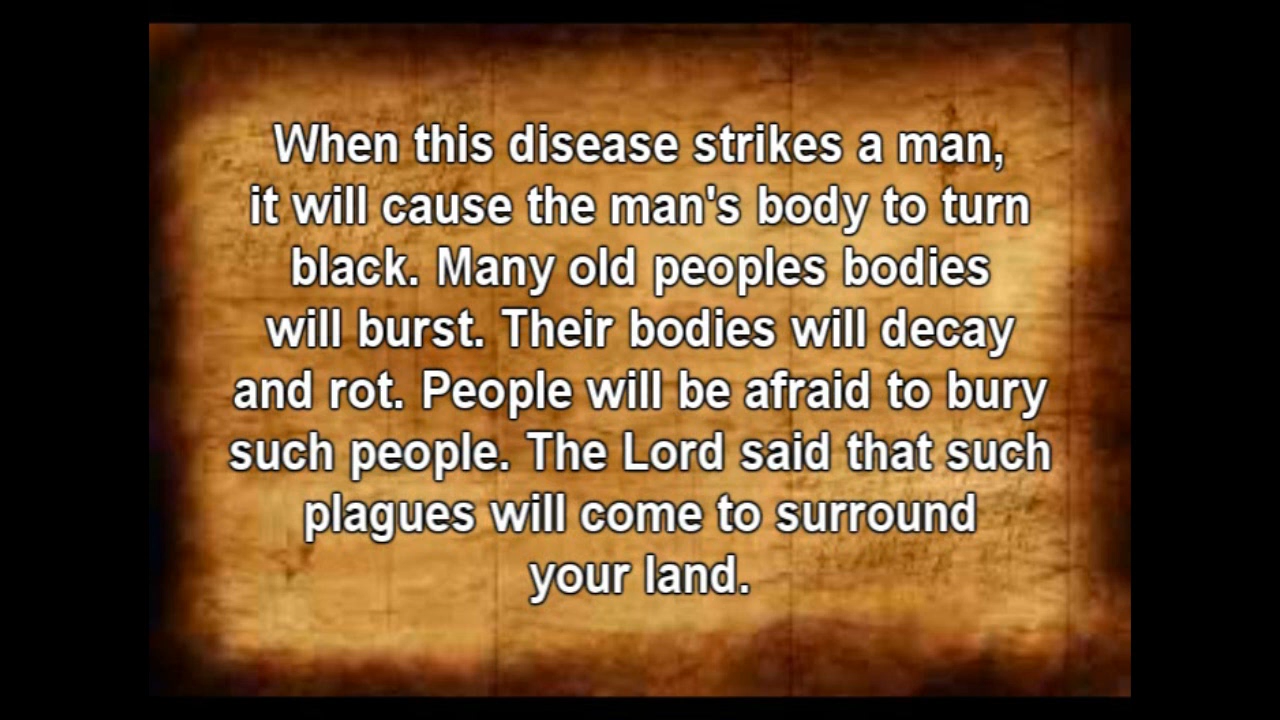 When this disease strikes a man,
it will cause the man's body to turn
black. Many old peoples bodies
will burst. Their bodies will decay
and rot. People will be afraid to bury
such people. The Lord said that such
plagues will come to surround
your land.